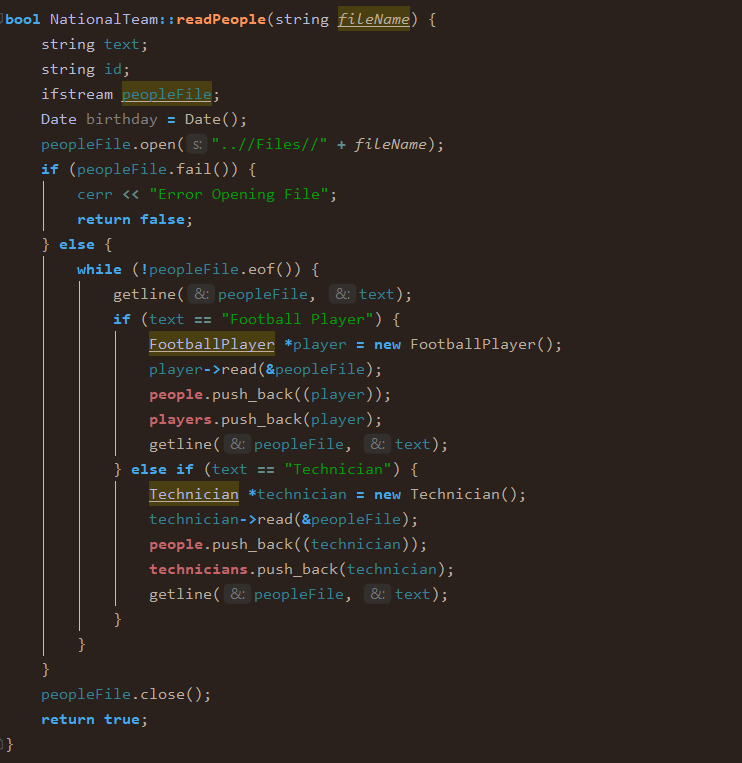 bool NationalTeam::readPeople(string fileName) {
    string text;
    string id;
    ifstream peopleFile;
    Date birthday = Date();
    peopleFile.open( s: "..//Files//" + fileName);
    if (peopleFile.fail()) {
        cerr << "Error Opening File";
        return false;
    } else {
        while (!peopleFile.eof()) {
            getline( &: peopleFile, &: text);
            if (text == "Football Player") {
                FootballPlayer *player = new FootballPlayer();
                player->read(&peopleFile);
                people.push_back((player));
                players.push_back(player);
                getline( &: peopleFile, &: text);
            } else if (text == "Technician") {
                Technician *technician = new Technician();
                technician->read(&peopleFile);
                people.push_back((technician));
                technicians.push_back(technician);
                getline( &: peopleFile, &: text);
            }
        }
    }
    peopleFile.close();
    return true;
}